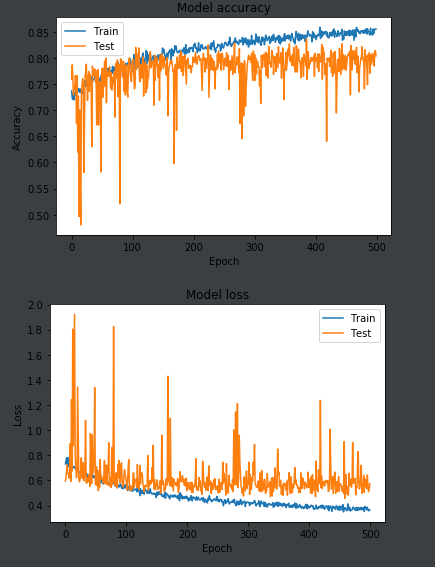 Model accuracy
Train
Test
0.85
0.80
0.75
0.70
0.65
0.60
0.55
0.50
Accuracy
0
100
200
300
400
500
Epoch
Model loss
Train
Test
2.0
1.8
1.6
1.4
1.2
1.0
0.8
0.6
0.4
Loss
0
100
200
300
400
500
Epoch